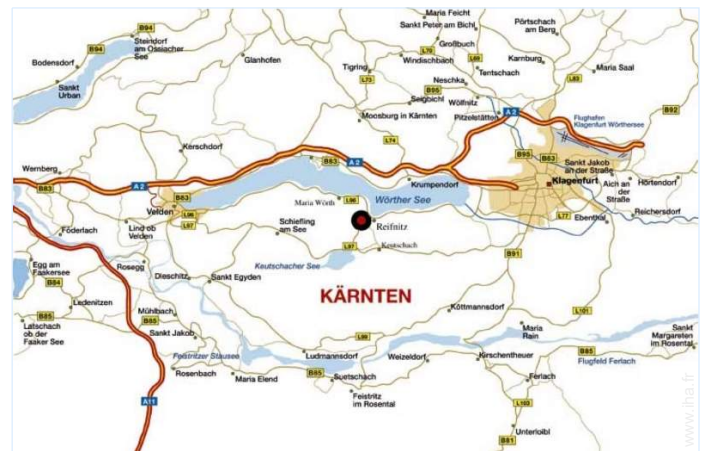 Maria Feicht
B94
Sankt Peter am Bichl
Pörtschach
am Berg
Steindorf
am Ossiacher
See
B94
Großbuch
L70
L69
Karnburg
Bodensdorf
Glanhofen
Windischbach
Tigring
Tentschach
Maria Saal
L73
Neschka
L83
Sankt
Urban
B95
Seigbichl
Wölfnitz
A 2
B92
Moosburg in Kärnten
Pitzelstätten
Flughafen
Klagenfurt Wörthersee
L74
Kerschdorf
B95
B83
B83
A 2
Sankt Jakob
an der Straße
Wernberg
A 2
Krumpendorf
Klagenfurt
Aich an
der
Straße
Hörtendorf
B83
B83
Maria Wörth
L96
Wörther See
Velden
L96
L77
Reichersdorf
Ebenthal
L97
Reifnitz
Föderlach
Lind ob
Velden
Schiefling
am See
L97
Keutschach
B91
Rosegg
Keutschacher See
Egg am
Faakersee
Dieschitz
Sankt Egyden
B84
KÄRNTEN
Ledenitzen
Mühlbach
Köttmannsdorf
L101
B85
B85
Latschach
ob der
Faaker See
Sankt Jakob
L99
Maria
Rain
Sankt
Margareten
im Rosental
Feistritzer Stausee
Ludmannsdorf
Weizeldorf
Kirschentheuer
B85
Flugfeld Ferlach
Rosenbach
Maria Elend
B85
Suetschach
Ferlach
Feistritz
im Rosental
A11
L103
Unterloibl
B81
www.iha.fr